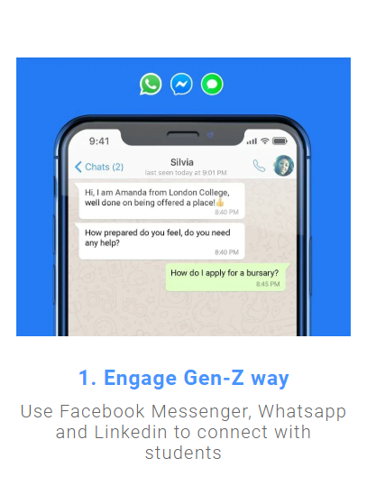 9:41
Chats (2)
Silvia
last seen today at 9:01 PM
Hi, I am Amanda from London College,
well done on being offered a place!👍
8:40 PM
How prepared do you feel, do you need
any help?
8:40 PM
How do I apply for a bursary?
8:45 PM
1. Engage Gen-Z way
Use Facebook Messenger, Whatsapp
and Linkedin to connect with
students